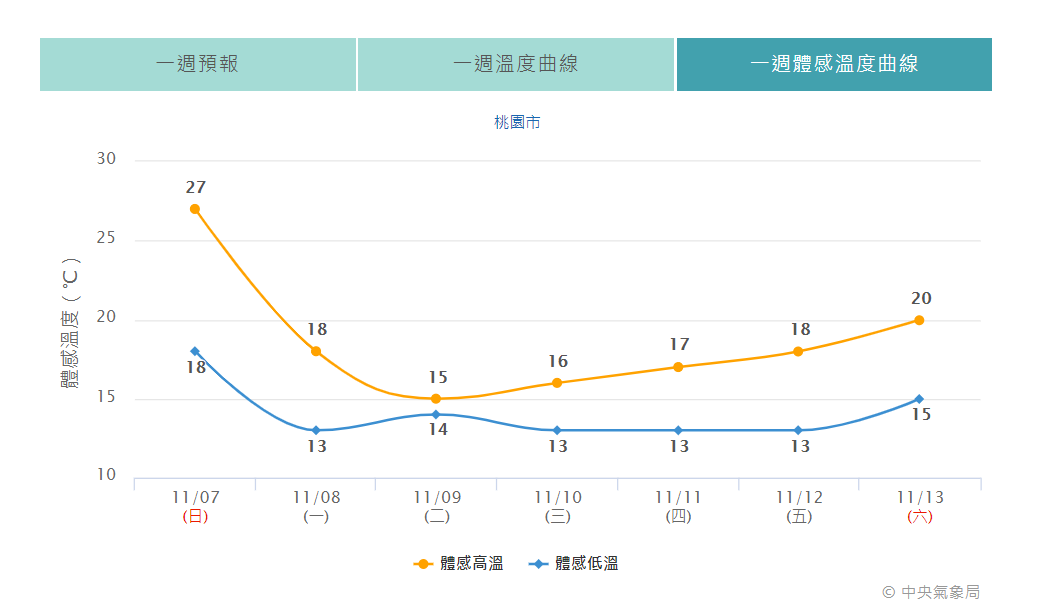 一週預報
一週溫度曲線
一週體感溫度曲線
桃園市
體感溫度 ( ℃ )
30
25
20
15
10
27
18
15
16
17
18
20
18
13
14
13
13
13
15
11/07 11/08 11/09 11/10 11/11 11/12 11/13
(日) (一) (二) (三) (四) (五) (六)
體感高溫 體感低溫
© 中央氣象局